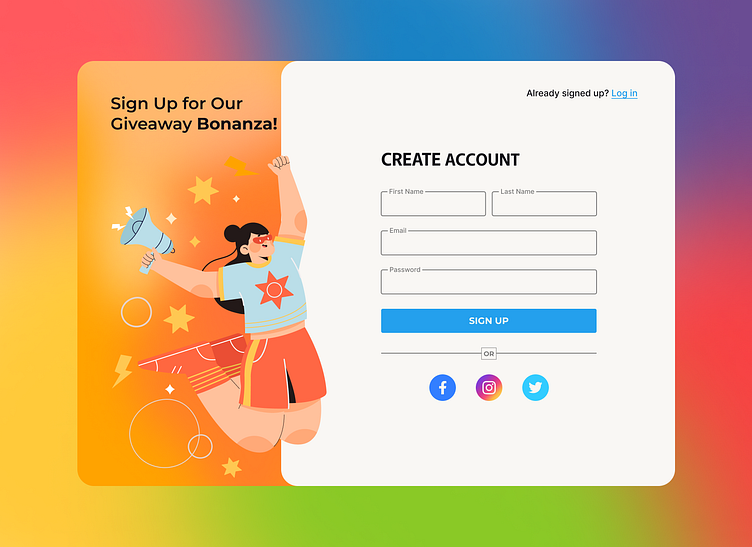 Sign Up for Our
Giveaway Bonanza!
Already signed up? Log in
CREATE ACCOUNT
First Name
Last Name
Email
Password
SIGN UP
OR